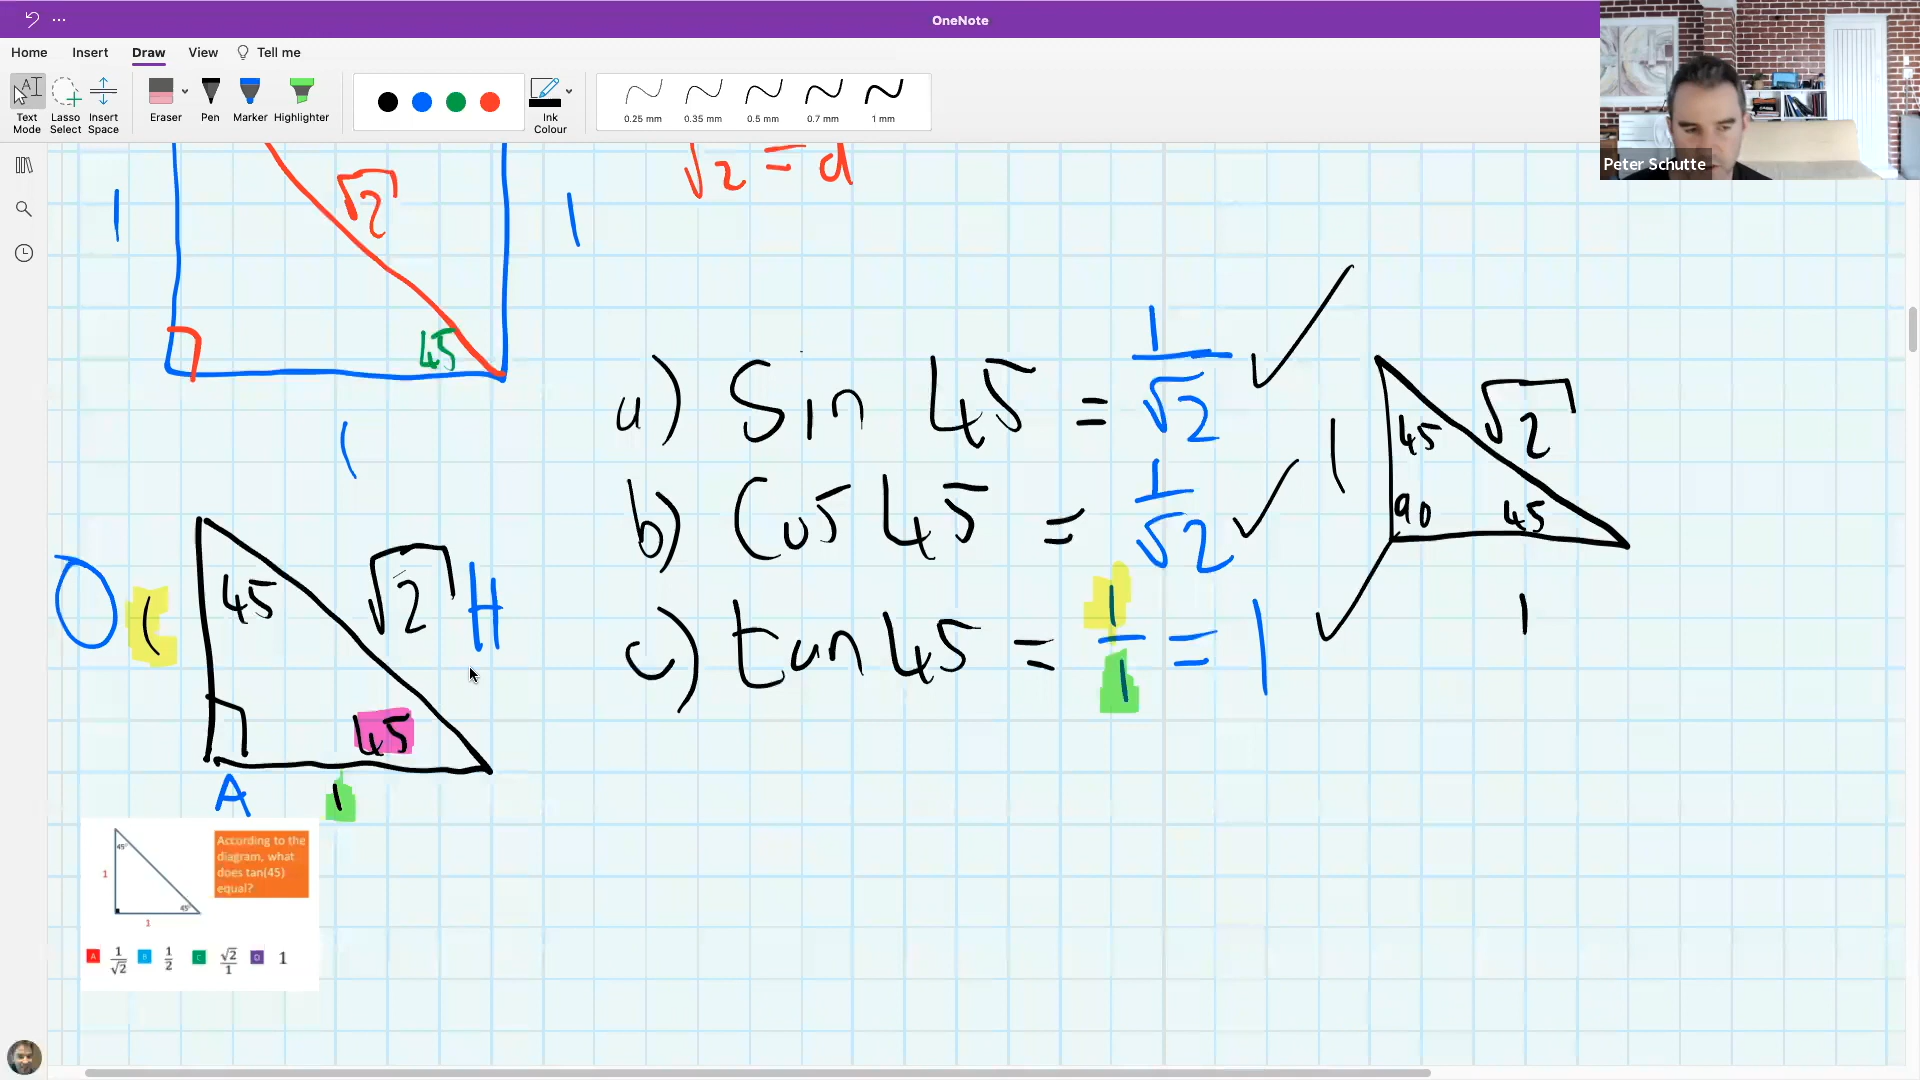 OneNote
Home Insert Draw View Tell me
Text Mode
Lasso Select
Insert Space
Eraser
Pen
Marker
Highlighter
Ink Colour
0.25 mm 0.35 mm 0.5 mm 0.7 mm 1 mm
Peter Schutte
√2 = d
1 √2 1
45
1
a) Sin 45 = 1/√2
b) Cos 45 = 1/√2
c) tan 45 = 1/1 = 1
45 √2
1
90 45
1
O 1 45 √2 H
45
A 1
According to the
diagram, what
does tan(45)
equal?
45°
1
45°
1
A 1/√2 B 1/2 C √2/1 D 1